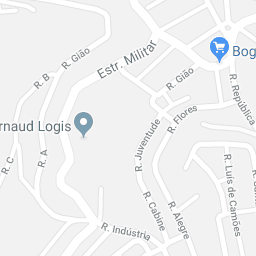 Estr. Militar
Bog
R. Gião
R. B
R. Gião
R. República
R. Flores
rnaud Logis
R. Juventude
R. C
R. A
R. Luís de Camões
R. Cabine
R. Alegre
R. Indústria